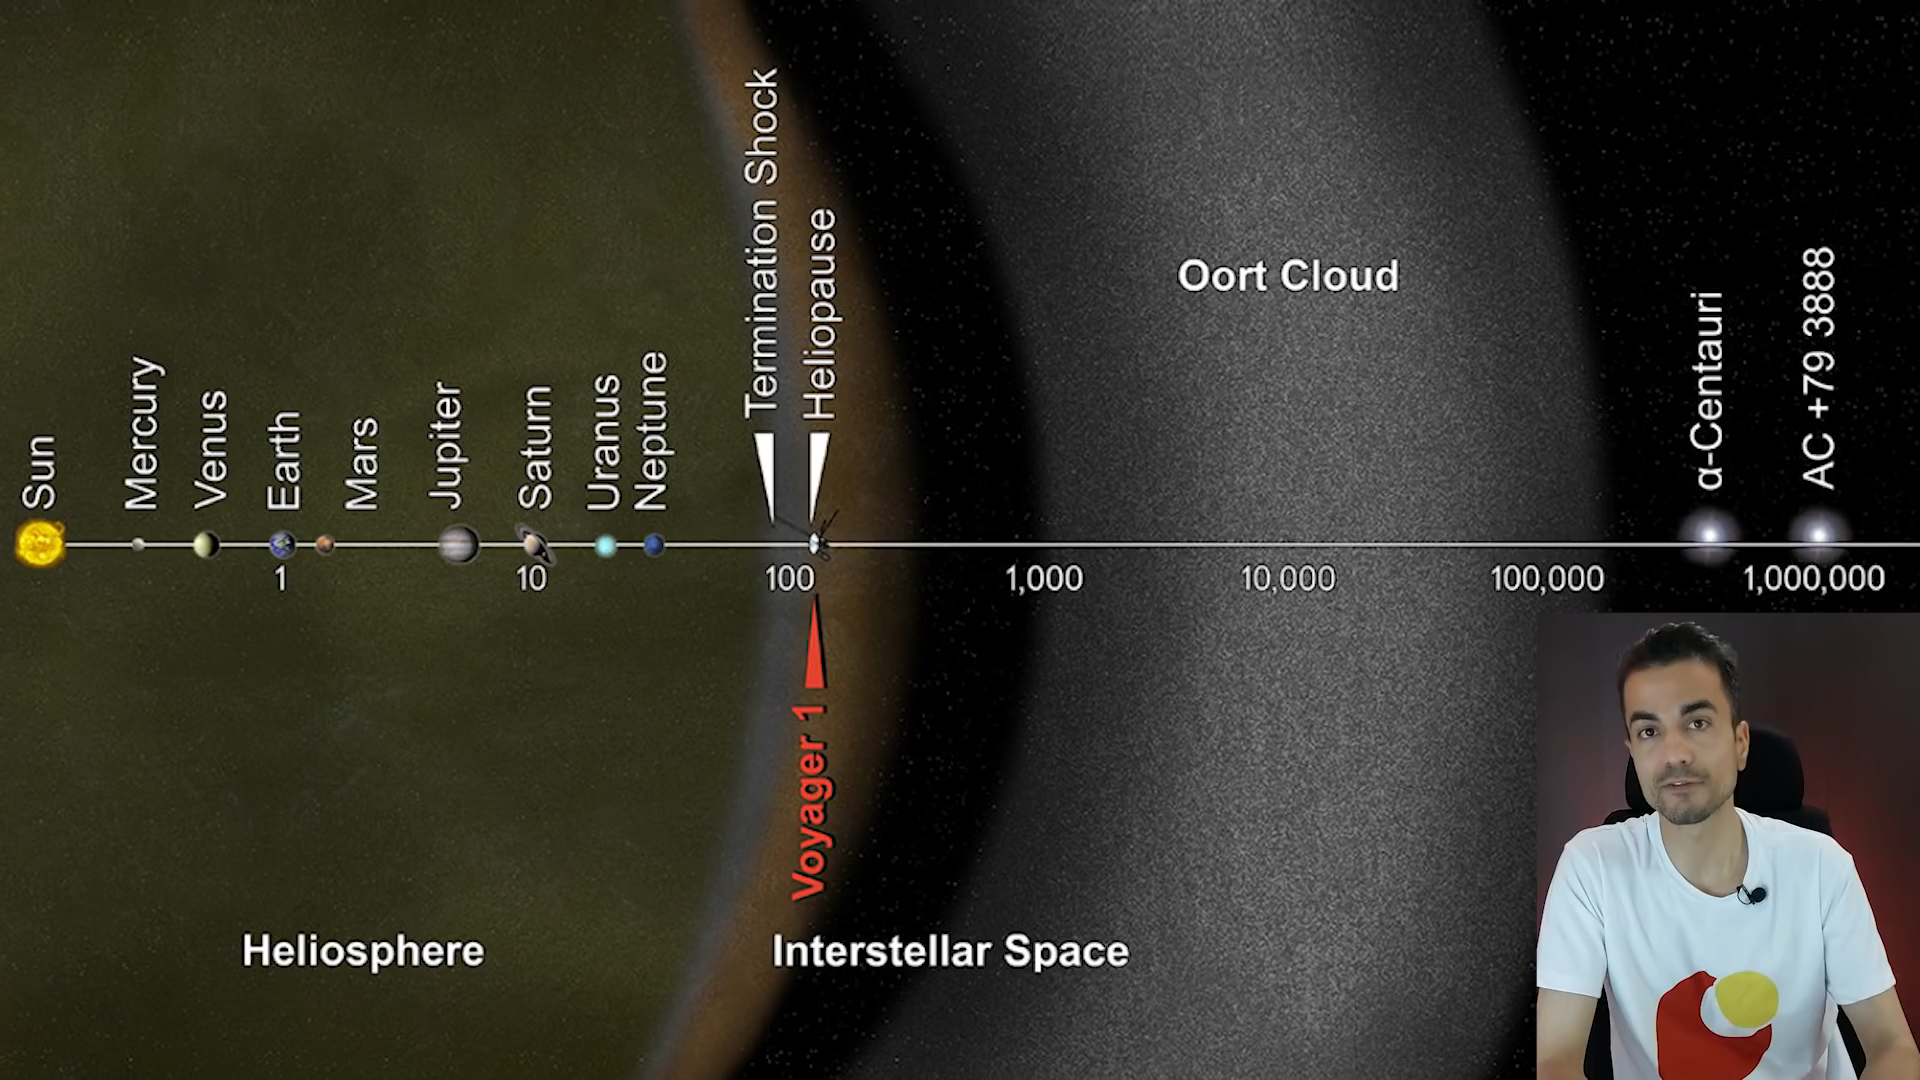 Sun
Mercury
Venus
Earth
Mars
Jupiter
Saturn
Uranus
Neptune
Termination Shock
Heliopause
Oort Cloud
α-Centauri
AC +79 3888
1
10
100
1,000
10,000
100,000
1,000,000
Voyager 1
Heliosphere
Interstellar Space